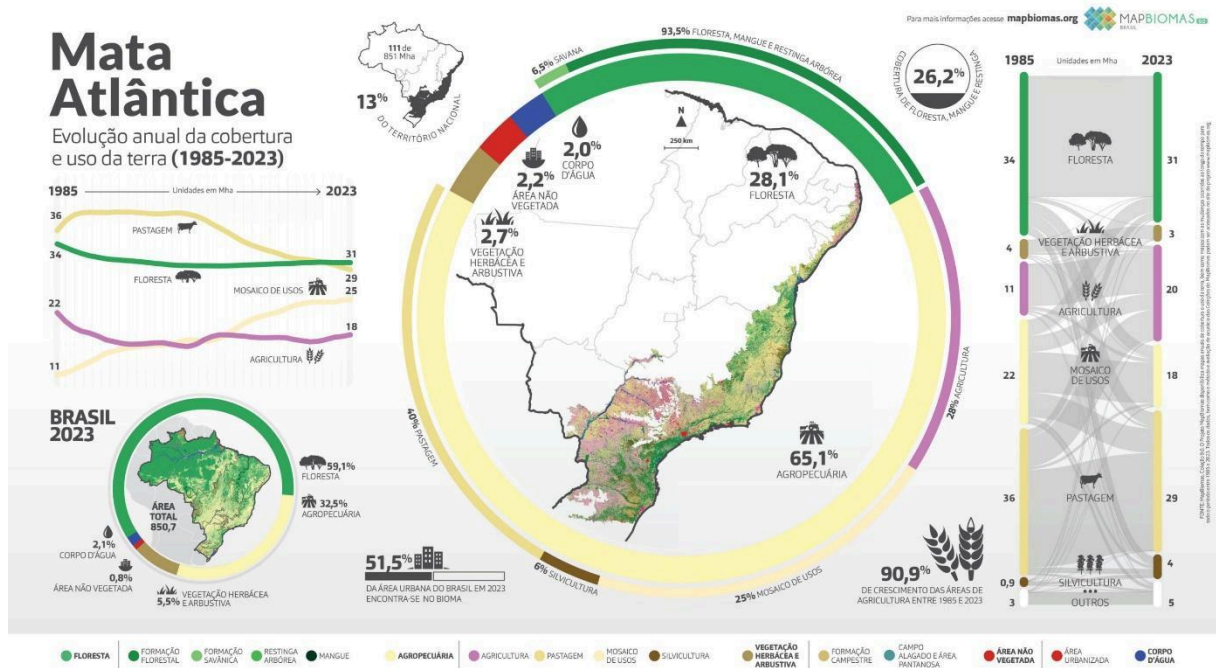 Para mais informações acesse mapbiomas.org
MAPBIOMAS
BRASIL
Mata
Atlântica
Evolução anual da cobertura
e uso da terra (1985-2023)
1985
Unidades em Mha
2023
36
34
22
11
PASTAGEM
FLORESTA
MOSAICO DE USOS
AGRICULTURA
31
29
25
18
BRASIL
2023
ÁREA
TOTAL
850,7
59,1%
FLORESTA
32,5%
AGROPECUÁRIA
2,1%
CORPO D'ÁGUA
0,8%
ÁREA NÃO VEGETADA
5,5%
VEGETAÇÃO HERBÁCEA
E ARBUSTIVA
111 de
851 Mha
13%
DO TERRITÓRIO NACIONAL
6,5% SAVANA
93,5% FLORESTA, MANGUE E RESTINGA ARBÓREA
26,2%
COBERTURA DE FLORESTA, MANGUE E RESTINGA
N
250 km
2,0%
CORPO
D'ÁGUA
2,2%
ÁREA NÃO
VEGETADA
2,7%
VEGETAÇÃO
HERBÁCEA
E ARBUSTIVA
28,1%
FLORESTA
65,1%
AGROPECUÁRIA
40% PASTAGEM
28% AGRICULTURA
6% SILVICULTURA
25% MOSAICO DE USOS
51,5%
DA ÁREA URBANA DO BRASIL EM 2023
ENCONTRA-SE NO BIOMA
90,9%
DE CRESCIMENTO DAS ÁREAS DE
AGRICULTURA ENTRE 1985 E 2023
1985
Unidades em Mha
2023
34
FLORESTA
31
4
VEGETAÇÃO HERBÁCEA
E ARBUSTIVA
3
11
AGRICULTURA
20
22
MOSAICO
DE USOS
18
36
PASTAGEM
29
0,9
SILVICULTURA
4
3
OUTROS
5
FLORESTA
FORMAÇÃO
FLORESTAL
FORMAÇÃO
SAVÂNICA
RESTINGA
ARBÓREA
MANGUE
AGROPECUÁRIA
AGRICULTURA
PASTAGEM
MOSAICO
DE USOS
SILVICULTURA
VEGETAÇÃO
HERBÁCEA E
ARBUSTIVA
FORMAÇÃO
CAMPESTRE
CAMPO
ALAGADO E ÁREA
PANTANOSA
ÁREA NÃO
VEGETADA
ÁREA
URBANIZADA
CORPO
D'ÁGUA